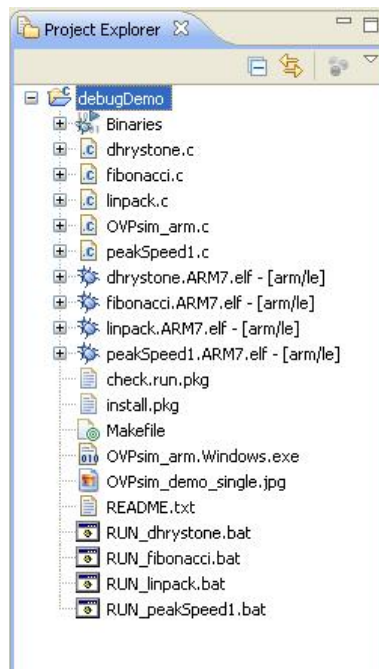 Project Explorer
debugDemo
Binaries
dhrystone.c
fibonacci.c
linpack.c
OVPsim_arm.c
peakSpeed1.c
dhrystone.ARM7.elf - [arm/le]
fibonacci.ARM7.elf - [arm/le]
linpack.ARM7.elf - [arm/le]
peakSpeed1.ARM7.elf - [arm/le]
check.run.pkg
install.pkg
Makefile
OVPsim_arm.Windows.exe
OVPsim_demo_single.jpg
README.txt
RUN_dhrystone.bat
RUN_fibonacci.bat
RUN_linpack.bat
RUN_peakSpeed1.bat